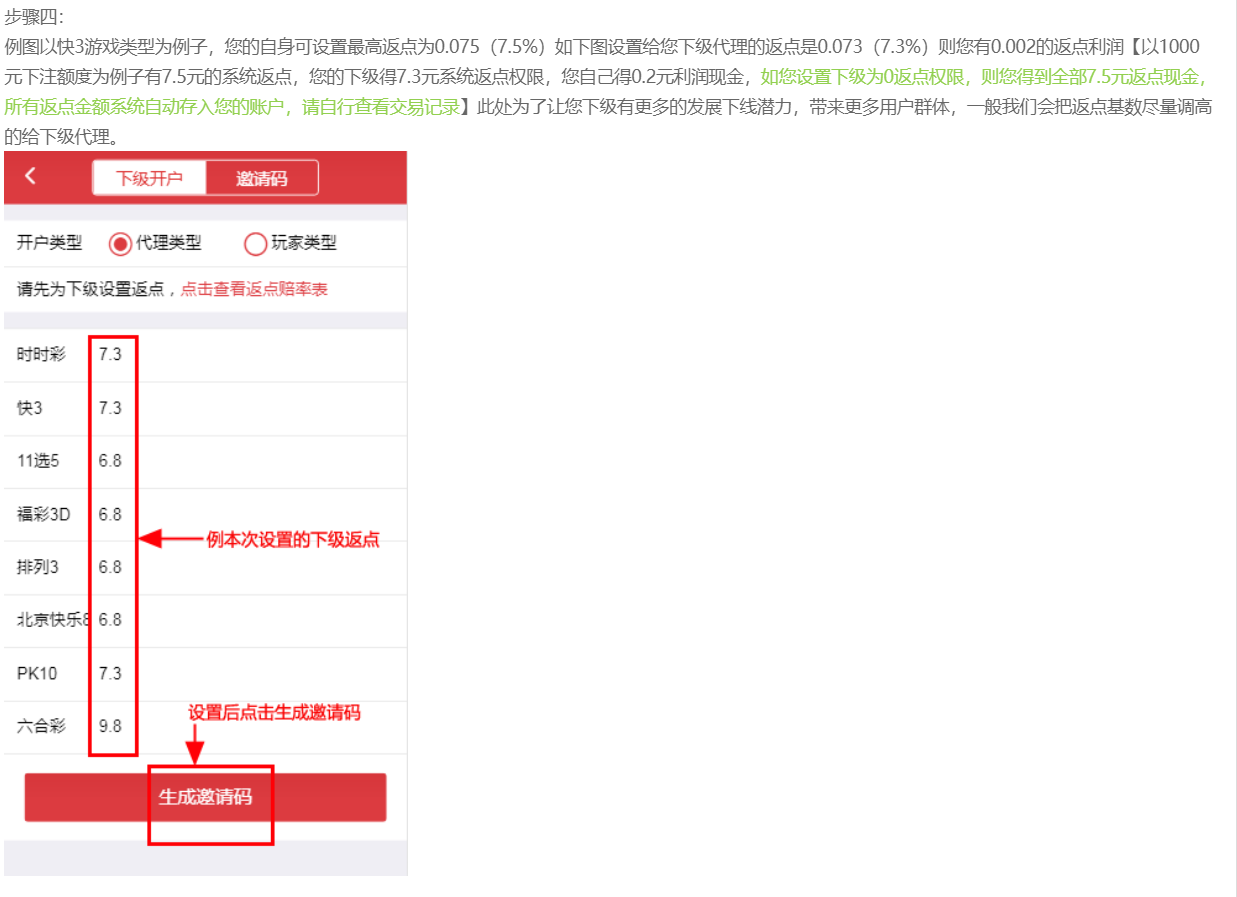 步骤四：
例图以快3游戏类型为例子，您的自身可设置最高返点为0.075（7.5%）如下图设置给您下级代理的返点是0.073（7.3%）则您有0.002的返点利润【以1000
元下注额度为例子有7.5元的系统返点，您的下级得7.3元系统返点权限，您自己得0.2元利润现金，如您设置下级为0返点权限，则您得到全部7.5元返点现金，
所有返点金额系统自动存入您的账户，请自行查看交易记录】此处为了让您下级有更多的发展下线潜力，带来更多用户群体，一般我们会把返点基数尽量调高
的给下级代理。
下级开户 邀请码
开户类型 代理类型 玩家类型
请先为下级设置返点，点击查看返点赔率表
时时彩 7.3
快3 7.3
11选5 6.8
福彩3D 6.8
例本次设置的下级返点
排列3 6.8
北京快乐8 6.8
PK10 7.3
设置后点击生成邀请码
六合彩 9.8
生成邀请码